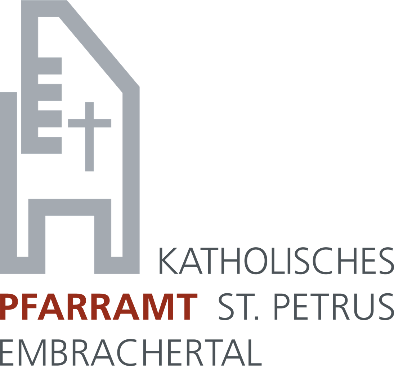 KATHOLISCHES
PFARRAMT ST. PETRUS
EMBRACHERTAL